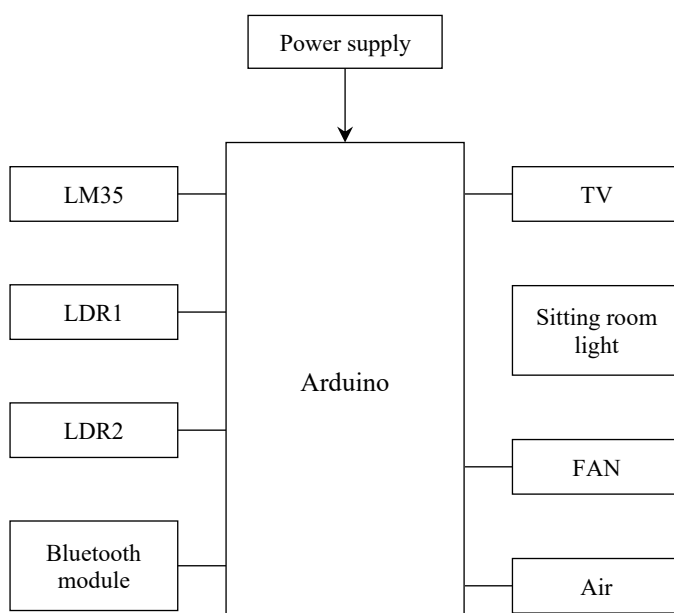 Power supply
LM35
TV
LDR1
Sitting room
light
Arduino
LDR2
FAN
Bluetooth
module
Air